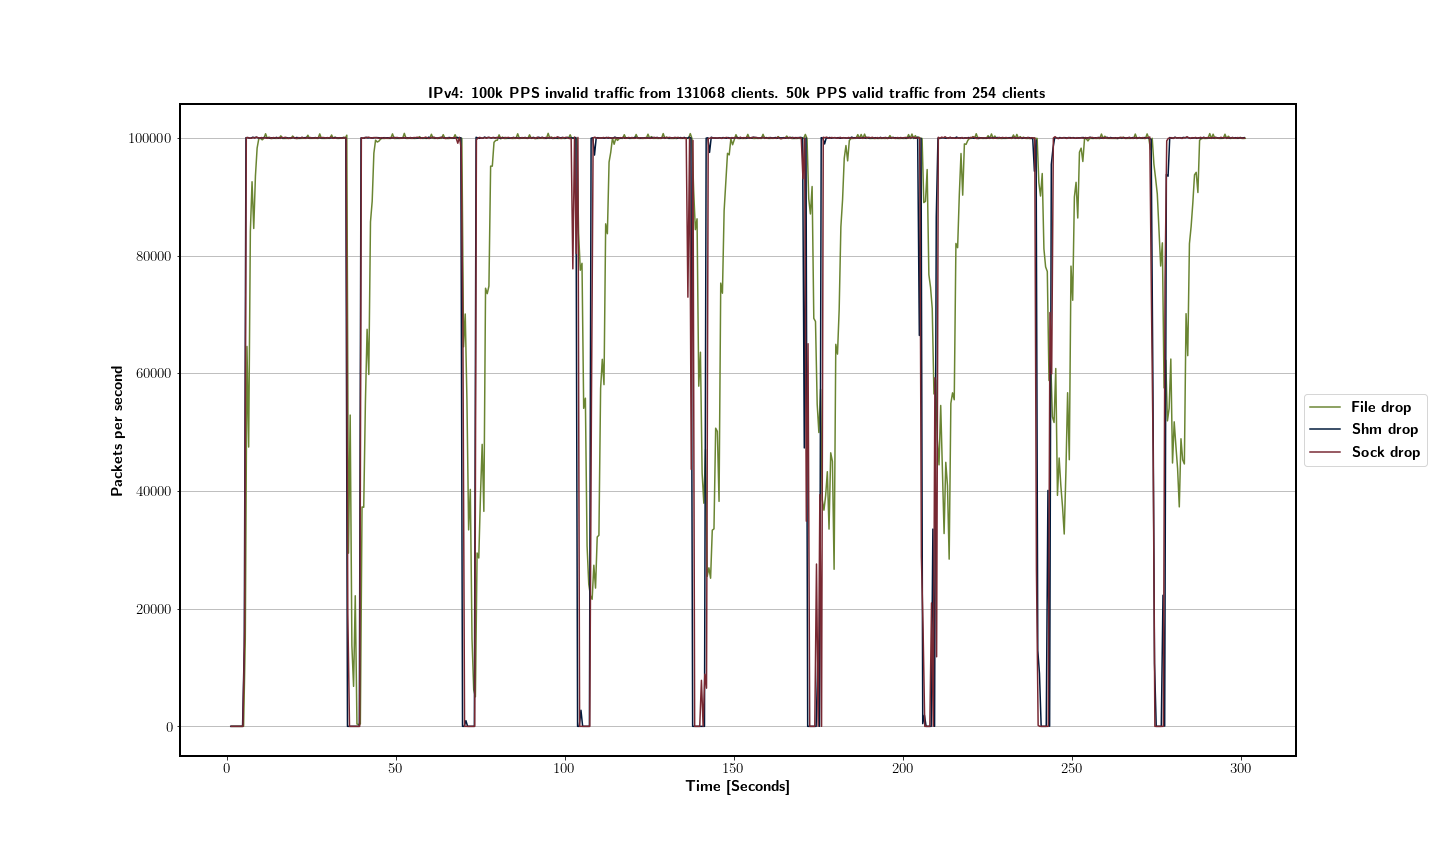 IPv4: 100k PPS invalid traffic from 131068 clients. 50k PPS valid traffic from 254 clients
100000
80000
60000
40000
20000
0
Packets per second
0 50 100 150 200 250 300
Time [Seconds]
File drop
Shm drop
Sock drop